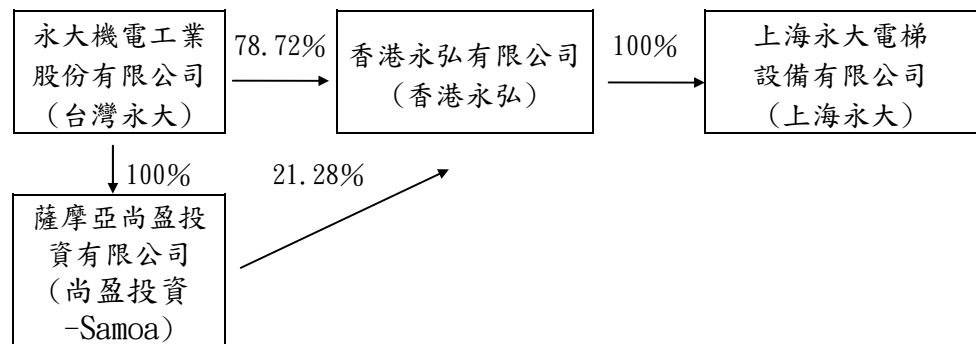 永大機電工業
股份有限公司
(台灣永大)
78.72%
香港永弘有限公司
(香港永弘)
100%
上海永大電梯
設備有限公司
(上海永大)
100%
21.28%
薩摩亞尚盈投
資有限公司
(尚盈投資
-Samoa)